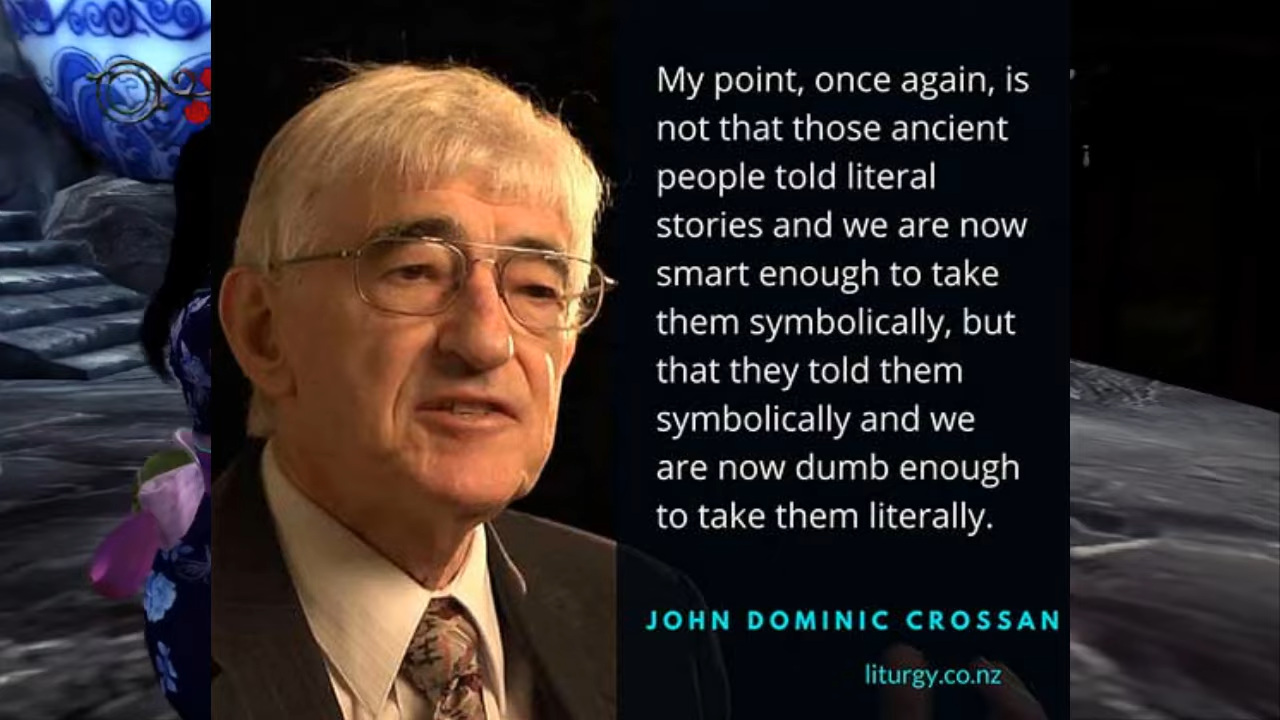 My point, once again, is
not that those ancient
people told literal
stories and we are now
smart enough to take
them symbolically, but
that they told them
symbolically and we
are now dumb enough
to take them literally.
JOHN DOMINIC CROSSAN
liturgy.co.nz